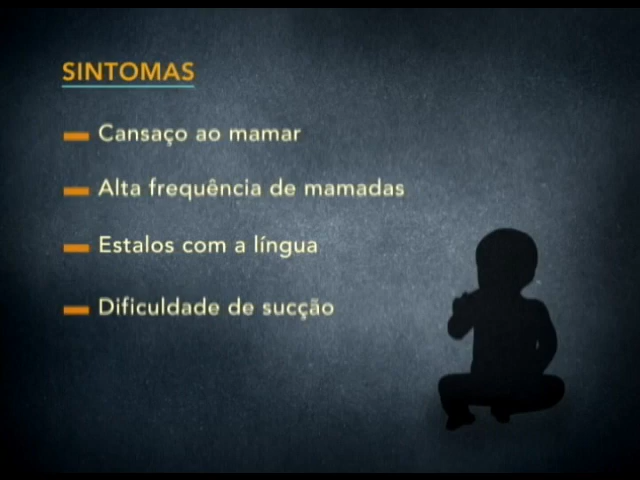 SINTOMAS
Cansaço ao mamar
Alta frequência de mamadas
Estalos com a língua
Dificuldade de sucção